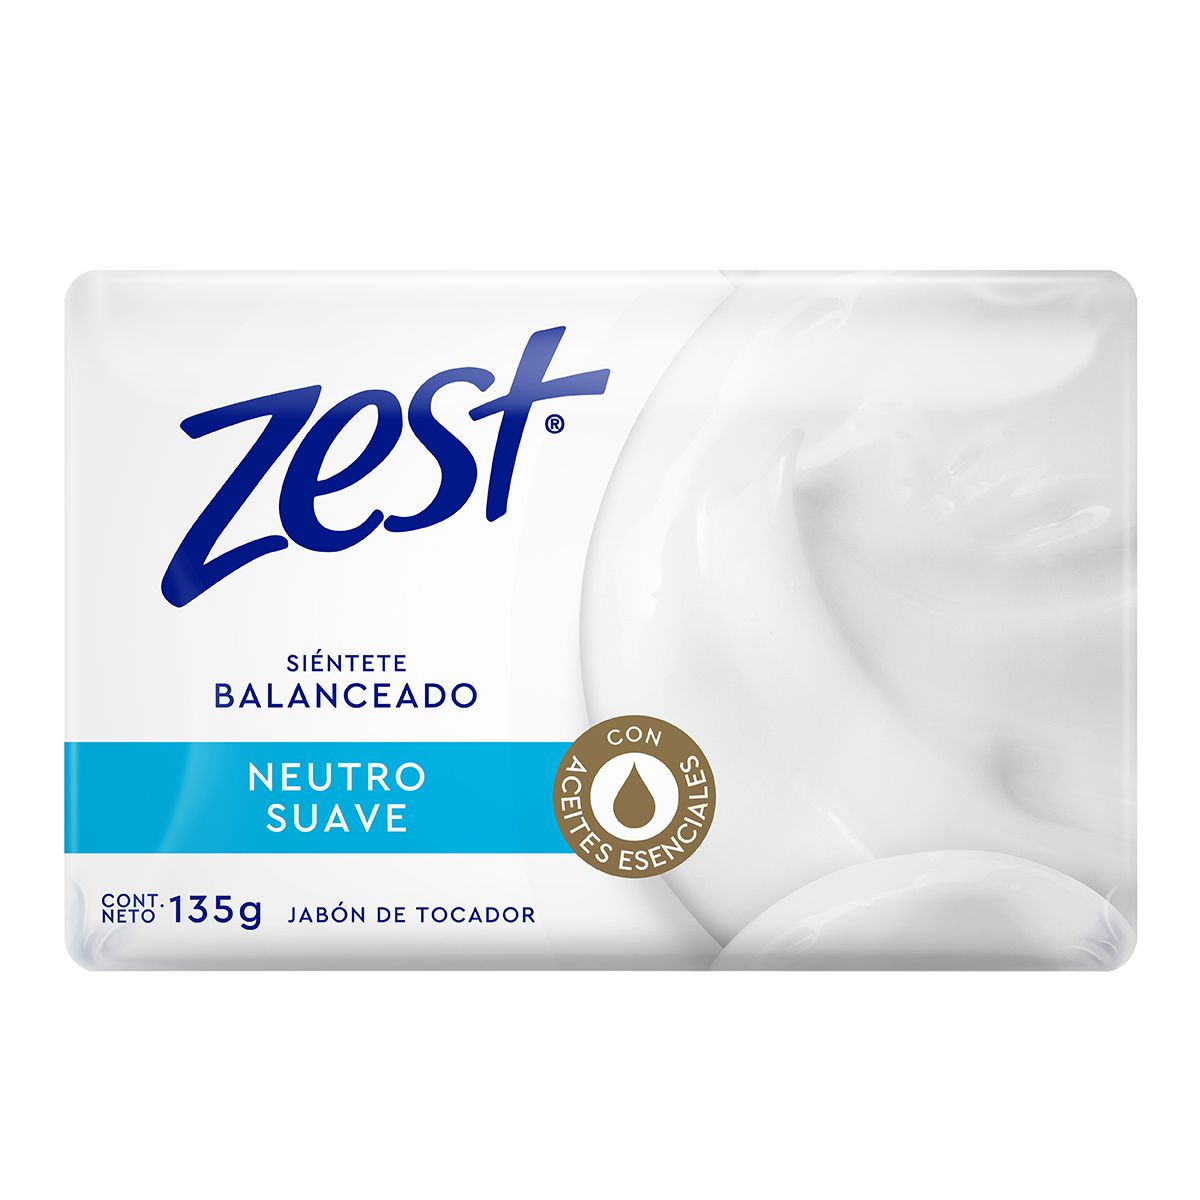 zest®
SIÉNTETE
BALANCEADO
NEUTRO
SUAVE
CON
ACEITES ESENCIALES
CONT.
NETO 135g JABÓN DE TOCADOR